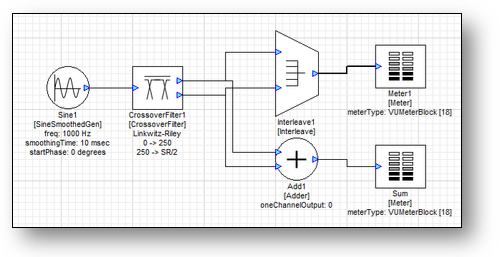 Sine1
[SineSmoothedGen]
freq: 1000 Hz
smoothingTime: 10 msec
startPhase: 0 degrees
CrossoverFilter1
[CrossoverFilter]
Linkwitz-Riley
0 -> 250
250 -> SR/2
Interleave1
[Interleave]
Meter1
[Meter]
meterType: VUMeterBlock [18]
Add1
[Adder]
oneChannelOutput: 0
Sum
[Meter]
meterType: VUMeterBlock [18]